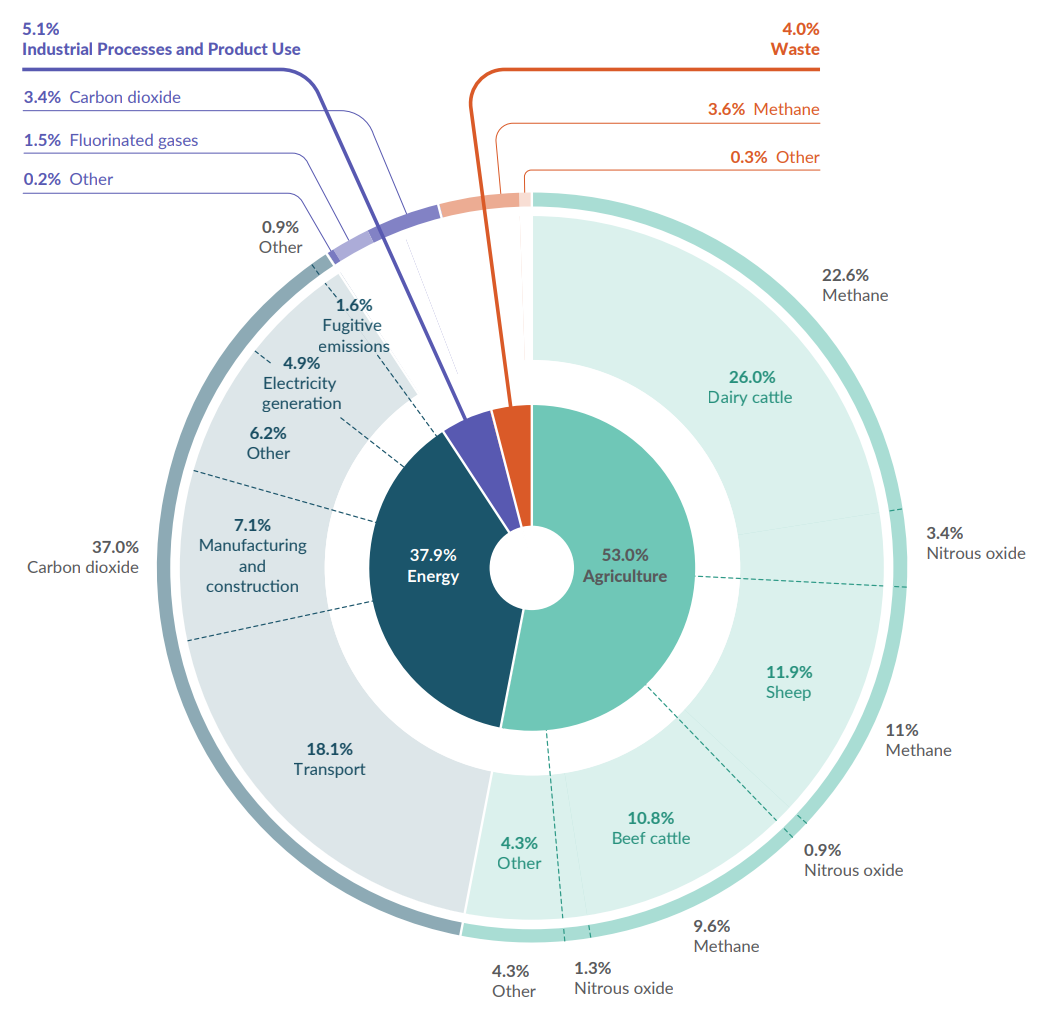 5.1%
Industrial Processes and Product Use
3.4% Carbon dioxide
1.5% Fluorinated gases
0.2% Other
4.0%
Waste
3.6% Methane
0.3% Other
0.9%
Other
1.6%
Fugitive
emissions
4.9%
Electricity
generation
6.2%
Other
7.1%
Manufacturing
and
construction
37.0%
Carbon dioxide
18.1%
Transport
37.9%
Energy
53.0%
Agriculture
22.6%
Methane
26.0%
Dairy cattle
3.4%
Nitrous oxide
11.9%
Sheep
11%
Methane
0.9%
Nitrous oxide
10.8%
Beef cattle
9.6%
Methane
1.3%
Nitrous oxide
4.3%
Other
4.3%
Other